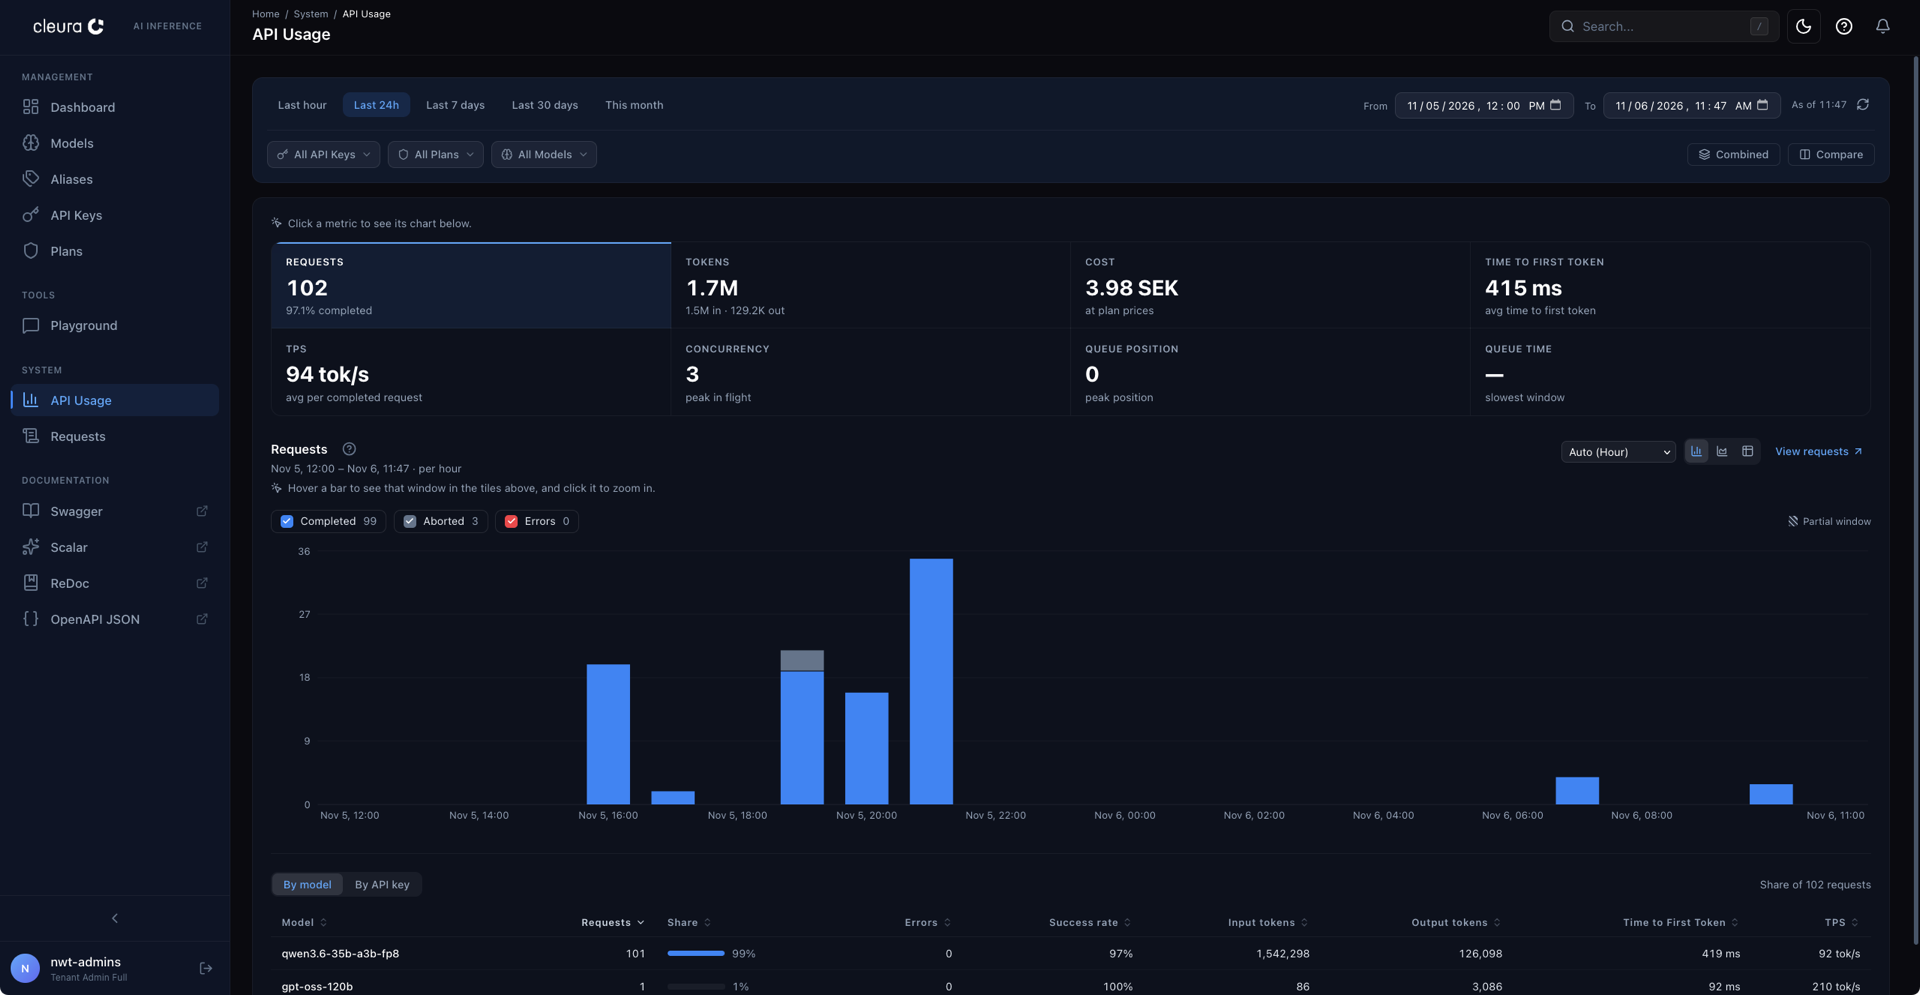 cleura AI INFERENCE
MANAGEMENT
Dashboard
Models
Aliases
API Keys
Plans
TOOLS
Playground
SYSTEM
API Usage
Requests
DOCUMENTATION
Swagger
Scalar
ReDoc
OpenAPI JSON
N nwt-admins
Tenant Admin Full
Home / System / API Usage
API Usage
Search... /
Last hour Last 24h Last 7 days Last 30 days This month
From 11/05/2026, 12:00 PM To 11/06/2026, 11:47 AM As of 11:47
All API Keys All Plans All Models
Combined Compare
Click a metric to see its chart below.
REQUESTS
102
97.1% completed
TOKENS
1.7M
1.5M in · 129.2K out
COST
3.98 SEK
at plan prices
TIME TO FIRST TOKEN
415 ms
avg time to first token
TPS
94 tok/s
avg per completed request
CONCURRENCY
3
peak in flight
QUEUE POSITION
0
peak position
QUEUE TIME
—
slowest window
Requests
Nov 5, 12:00 – Nov 6, 11:47 · per hour
Hover a bar to see that window in the tiles above, and click it to zoom in.
Auto (Hour) View requests
Completed 99 Aborted 3 Errors 0
Partial window
36
27
18
9
0
Nov 5, 12:00 Nov 5, 14:00 Nov 5, 16:00 Nov 5, 18:00 Nov 5, 20:00 Nov 5, 22:00 Nov 6, 00:00 Nov 6, 02:00 Nov 6, 04:00 Nov 6, 06:00 Nov 6, 08:00 Nov 6, 11:00
By model By API key
Share of 102 requests
Model Requests Share Errors Success rate Input tokens Output tokens Time to First Token TPS
qwen3.6-35b-a3b-fp8 101 99% 0 97% 1,542,298 126,098 419 ms 92 tok/s
gpt-oss-120b 1 1% 0 100% 86 3,086 92 ms 210 tok/s